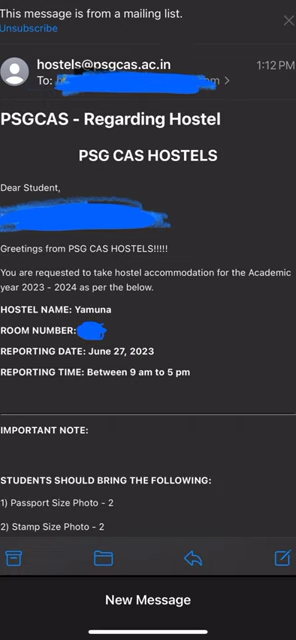 This message is from a mailing list.
Unsubscribe
hostels@psgcas.ac.in
1:12 PM
To:
PSGCAS - Regarding Hostel
PSG CAS HOSTELS
Dear Student,
Greetings from PSG CAS HOSTELS!!!!!
You are requested to take hostel accommodation for the Academic
year 2023 - 2024 as per the below.
HOSTEL NAME: Yamuna
ROOM NUMBER:
REPORTING DATE: June 27, 2023
REPORTING TIME: Between 9 am to 5 pm
IMPORTANT NOTE:
STUDENTS SHOULD BRING THE FOLLOWING:
1) Passport Size Photo - 2
2) Stamp Size Photo - 2
New Message